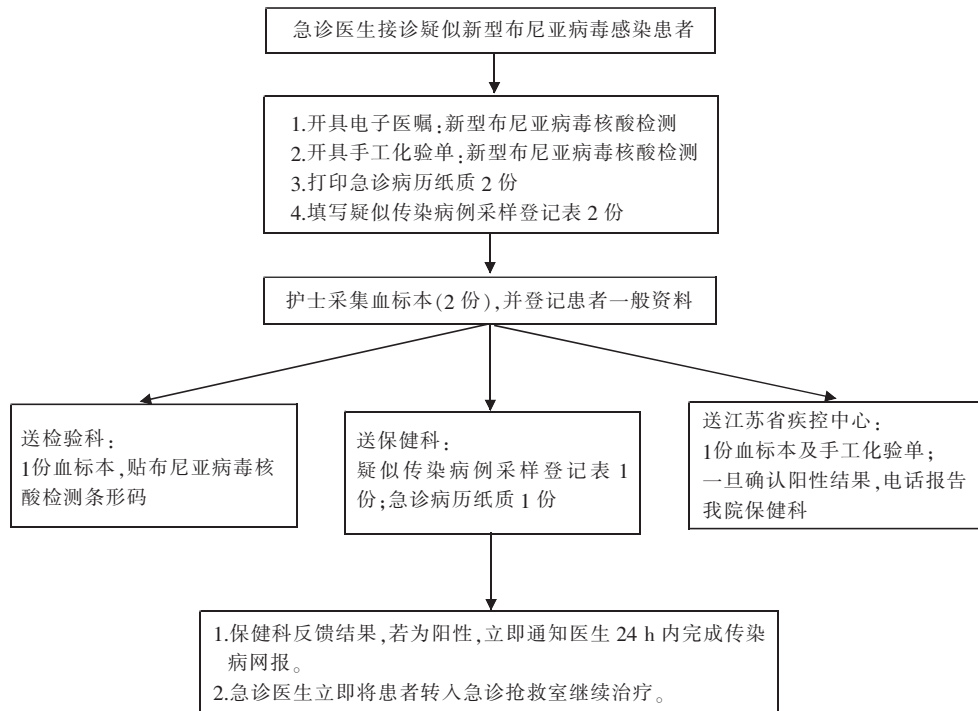 急诊医生接诊疑似新型布尼亚病毒感染患者
1.开具电子医嘱:新型布尼亚病毒核酸检测
2.开具手工化验单:新型布尼亚病毒核酸检测
3.打印急诊病历纸质 2 份
4.填写疑似传染病例采样登记表 2 份
护士采集血标本(2 份),并登记患者一般资料
送检验科:
1份血标本,贴布尼亚病毒核
酸检测条形码
送保健科:
疑似传染病例采样登记表 1
份;急诊病历纸质 1 份
送江苏省疾控中心:
1份血标本及手工化验单;
一旦确认阳性结果,电话报告
我院保健科
1.保健科反馈结果,若为阳性,立即通知医生 24 h 内完成传染
病网报。
2.急诊医生立即将患者转入急诊抢救室继续治疗。